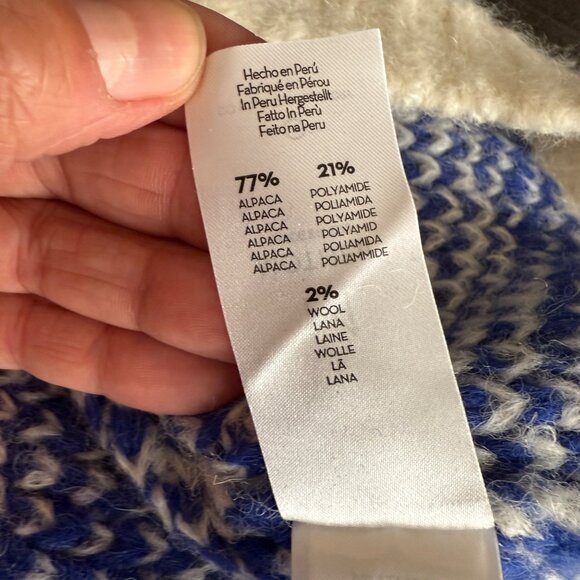 Hecho en Perú
Fabriqué en Pérou
In Peru Hergestellt
Fatto In Perù
Feito na Peru
77%
ALPACA
ALPACA
ALPACA
ALPACA
ALPACA
ALPACA
21%
POLYAMIDE
POLIAMIDA
POLYAMIDE
POLYAMID
POLIAMIDA
POLIAMMIDE
2%
WOOL
LANA
LAINE
WOLLE
LÃ
LANA